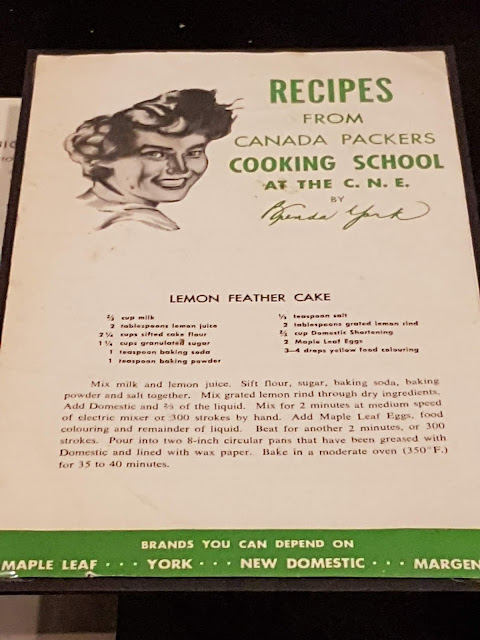 RECIPES
FROM
CANADA PACKERS
COOKING SCHOOL
AT THE C. N. E.
BY
Brenda York
LEMON FEATHER CAKE
⅔ cup milk
2 tablespoons lemon juice
2¼ cups sifted cake flour
1¼ cups granulated sugar
1 teaspoon baking soda
1 teaspoon baking powder
teaspoon salt
2 tablespoons grated lemon rind
cup Domestic Shortening
2 Maple Leaf Eggs
3—4 drops yellow food colouring
Mix milk and lemon juice. Sift flour, sugar, baking soda, baking
powder and salt together. Mix grated lemon rind through dry ingredients.
Add Domestic and ⅔ of the liquid. Mix for 2 minutes at medium speed
of electric mixer or 300 strokes by hand. Add Maple Leaf Eggs, food
colouring and remainder of liquid. Beat for another 2 minutes, or 300
strokes. Pour into two 8-inch circular pans that have been greased with
Domestic and lined with wax paper. Bake in a moderate oven (350°F.)
for 35 to 40 minutes.
BRANDS YOU CAN DEPEND ON
MAPLE LEAF · · · YORK · · · NEW DOMESTIC · · · MARGEN